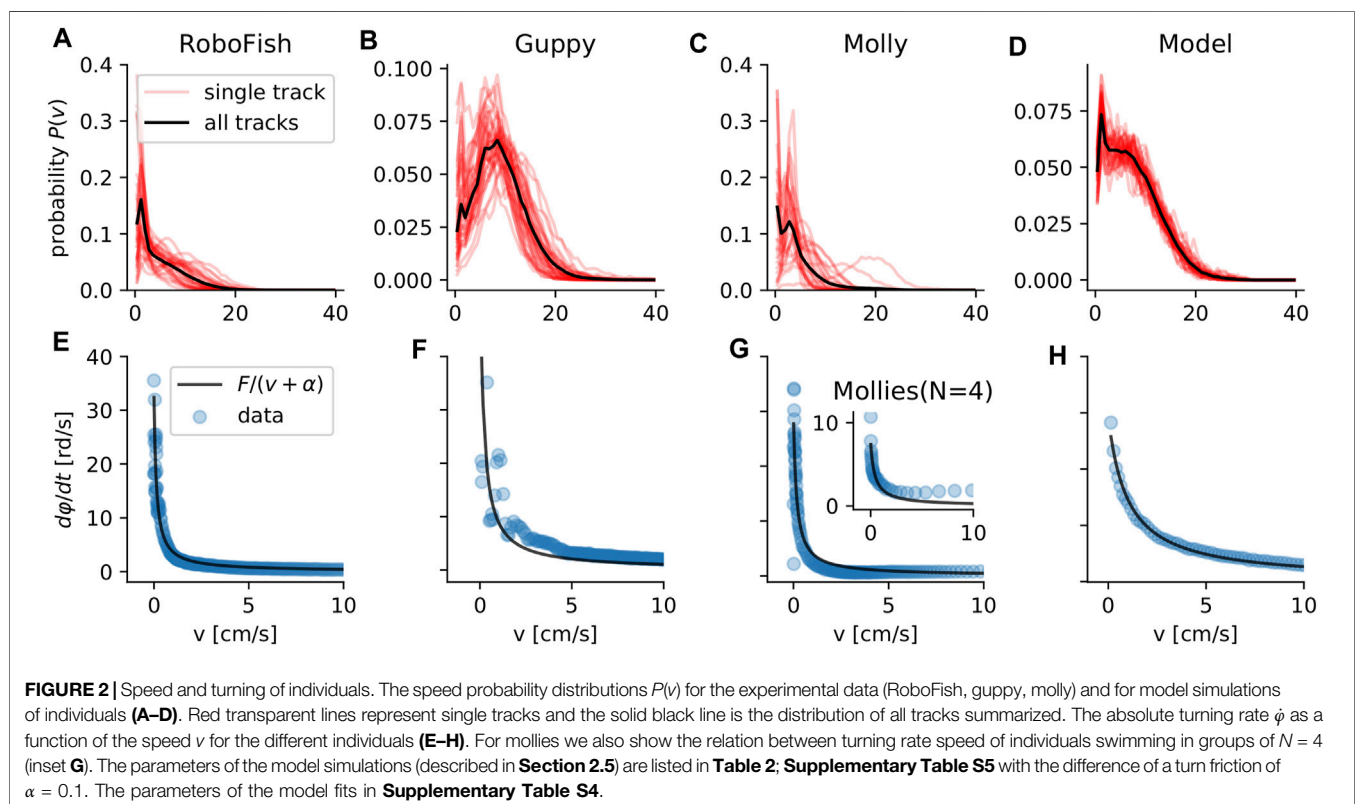 A RoboFish B Guppy C Molly D Model
probability P(v)
0.4
0.3
0.2
0.1
0.0
single track
all tracks
0 20 40
0.100
0.075
0.050
0.025
0.000
0 20 40
0.4
0.3
0.2
0.1
0.0
0 20 40
0.075
0.050
0.025
0.000
0 20 40
E F G H
dφ/dt [rd/s]
40
30
20
10
0
F/(v + α)
data
0 5 10
v [cm/s]
0 5 10
v [cm/s]
Mollies(N=4)
10
0
0 10
0 5 10
v [cm/s]
0 5 10
v [cm/s]
FIGURE 2 | Speed and turning of individuals. The speed probability distributions P(v) for the experimental data (RoboFish, guppy, molly) and for model simulations
of individuals (A–D). Red transparent lines represent single tracks and the solid black line is the distribution of all tracks summarized. The absolute turning rate φ̇ as a
function of the speed v for the different individuals (E–H). For mollies we also show the relation between turning rate speed of individuals swimming in groups of N = 4
(inset G). The parameters of the model simulations (described in Section 2.5) are listed in Table 2; Supplementary Table S5 with the difference of a turn friction of
α = 0.1. The parameters of the model fits in Supplementary Table S4.